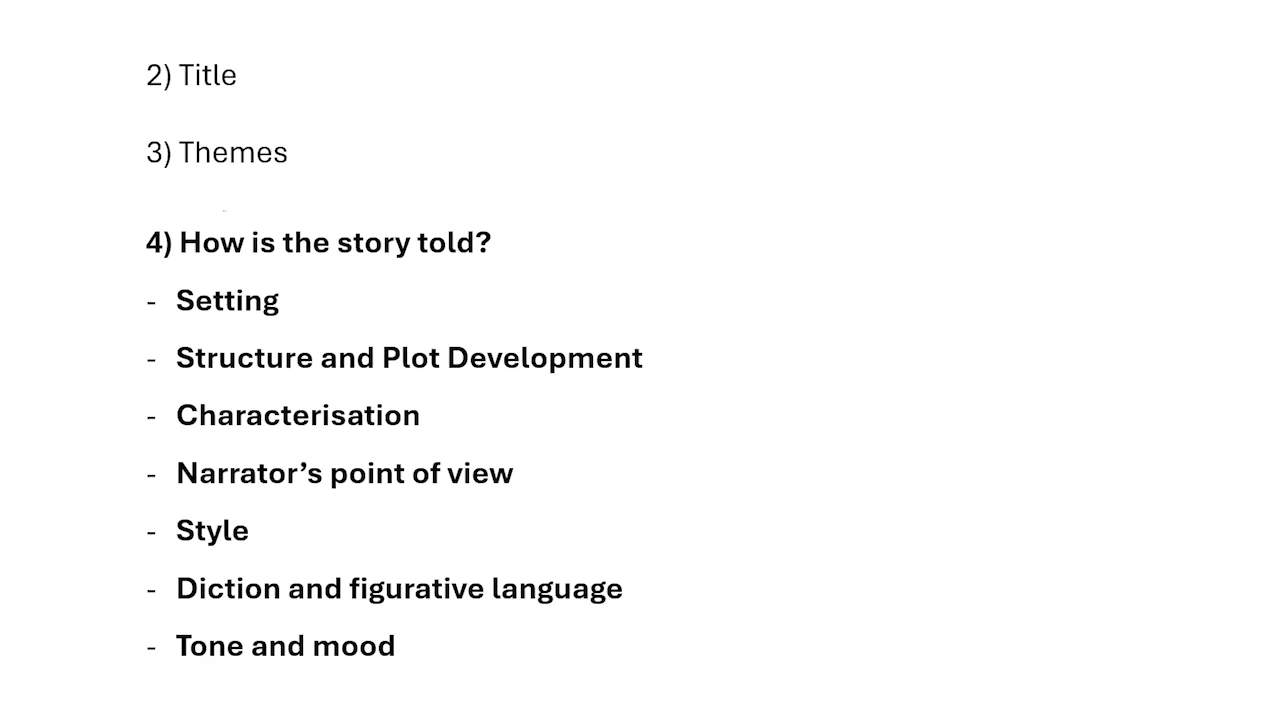 2) Title
3) Themes
4) How is the story told?
- Setting
- Structure and Plot Development
- Characterisation
- Narrator’s point of view
- Style
- Diction and figurative language
- Tone and mood